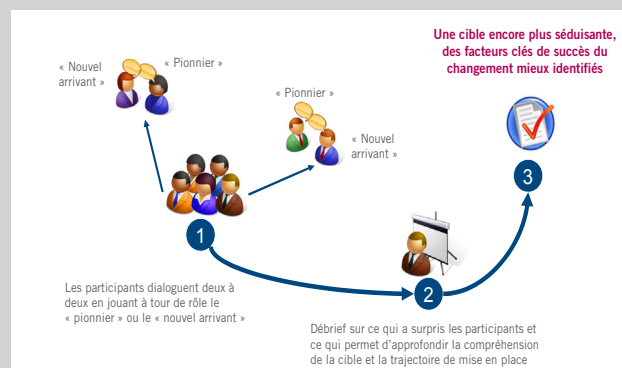 Une cible encore plus séduisante,
des facteurs clés de succès du
changement mieux identifiés
« Nouvel
arrivant »
« Pionnier »
« Pionnier »
« Nouvel
arrivant »
3
1
Les participants dialoguent deux à
deux en jouant à tour de rôle le
« pionnier » ou le « nouvel arrivant »
2
Débrief sur ce qui a surpris les participants et
ce qui permet d'approfondir la compréhension
de la cible et la trajectoire de mise en place